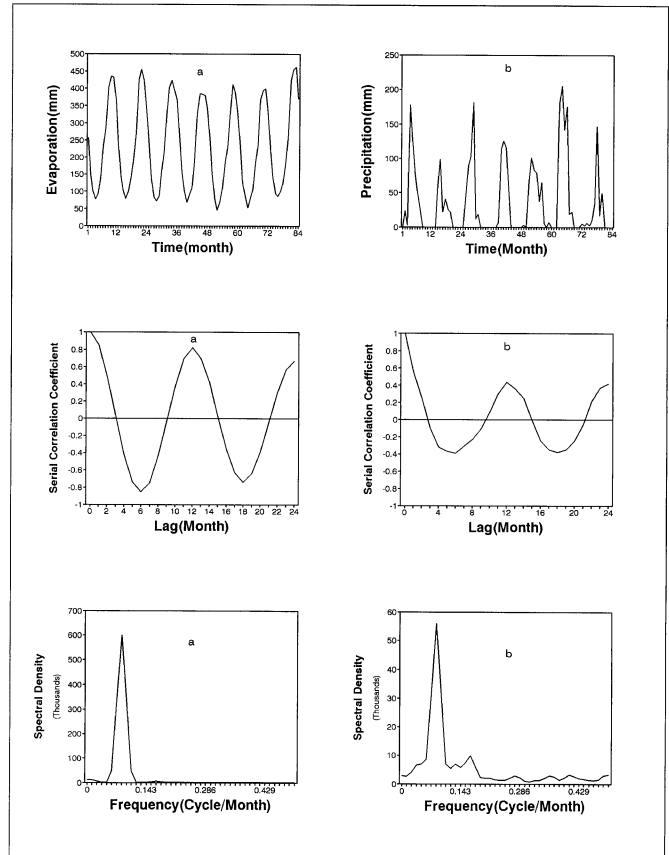 a
Evaporation(mm)
500
450
400
350
300
250
200
150
100
50
0
1 12 24 36 48 60 72 84
Time(month)
b
Precipitation(mm)
250
200
150
100
50
0
1 12 24 36 48 60 72 84
Time(month)
a
Serial Correlation Coefficient
1
0.8
0.6
0.4
0.2
0
-0.2
-0.4
-0.6
-0.8
-1
0 2 4 6 8 10 12 14 16 18 20 22 24
Lag(Month)
b
Serial Correlation Coefficient
1
0.8
0.6
0.4
0.2
0
-0.2
-0.4
-0.6
-0.8
-1
0 4 8 12 16 20 24
Lag(Month)
a
Spectral Density
(Thousands)
700
600
500
400
300
200
100
0
0 0.143 0.286 0.429
Frequency(Cycle/Month)
b
Spectral Density
(Thousands)
60
50
40
30
20
10
0
0 0.143 0.286 0.429
Frequency(Cycle/Month)